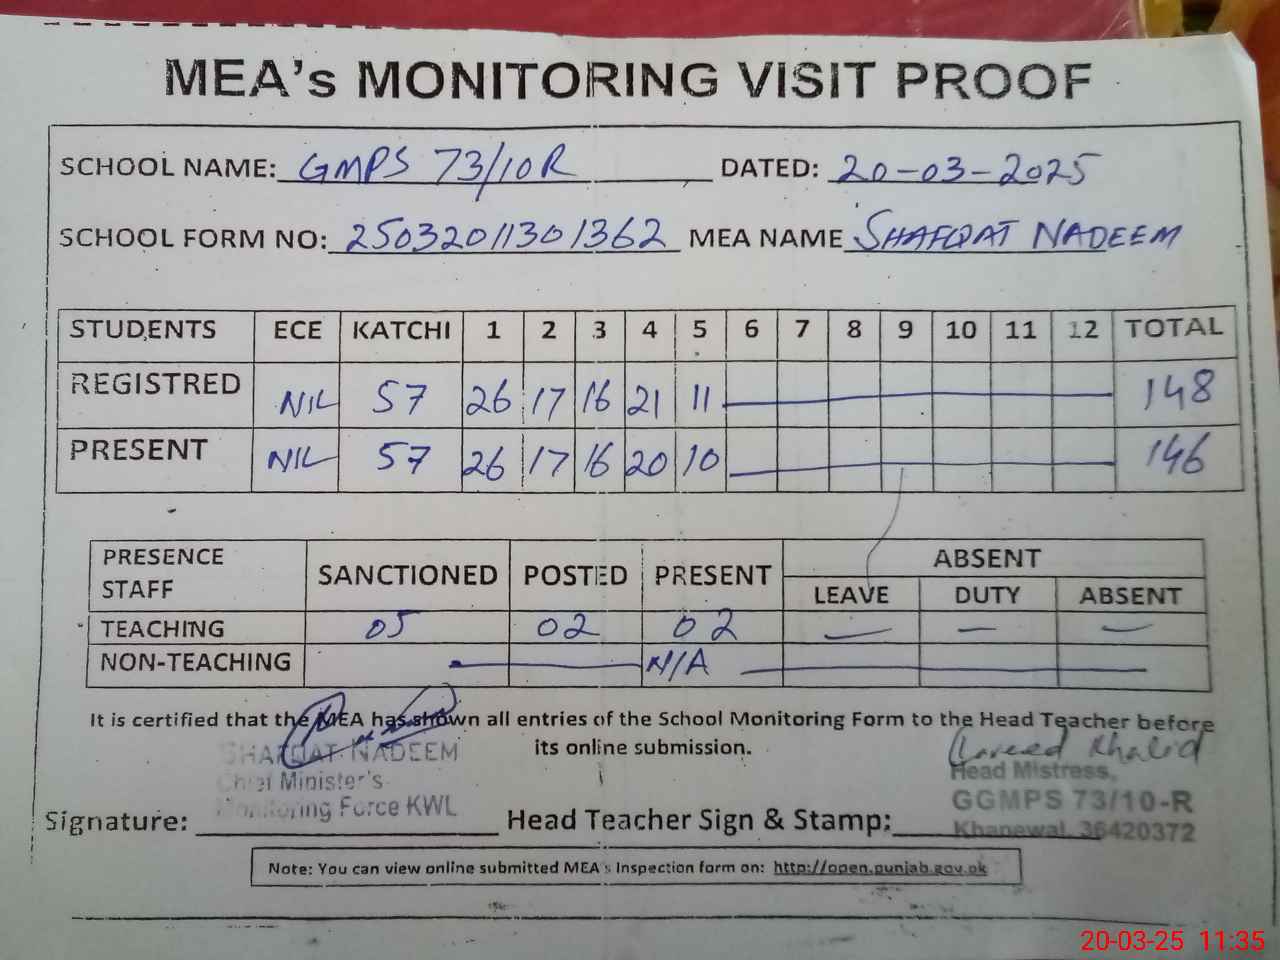 MEA's MONITORING VISIT PROOF
SCHOOL NAME: GMPS 73/10R DATED: 20-03-2025
SCHOOL FORM NO: 25032011301362 MEA NAME SHAFQAT NADEEM
STUDENTS ECE KATCHI 1 2 3 4 5 6 7 8 9 10 11 12 TOTAL
REGISTRED NIL 57 26 17 16 21 11 148
PRESENT NIL 57 26 17 16 20 10 146
PRESENCE STAFF SANCTIONED POSTED PRESENT ABSENT
LEAVE DUTY ABSENT
TEACHING 05 02 02 — — —
NON-TEACHING N/A
It is certified that the MEA has shown all entries of the School Monitoring Form to the Head Teacher before
its online submission.
SHAFQAT NADEEM
Chief Minister's
Monitoring Force KWL
Khalid
Head Mistress,
GGMPS 73/10-R
Khanewal, 36420372
Signature: Head Teacher Sign & Stamp:
Note: You can view online submitted MEA's Inspection form on: http://open.punjab.gov.pk
20-03-25 11:35